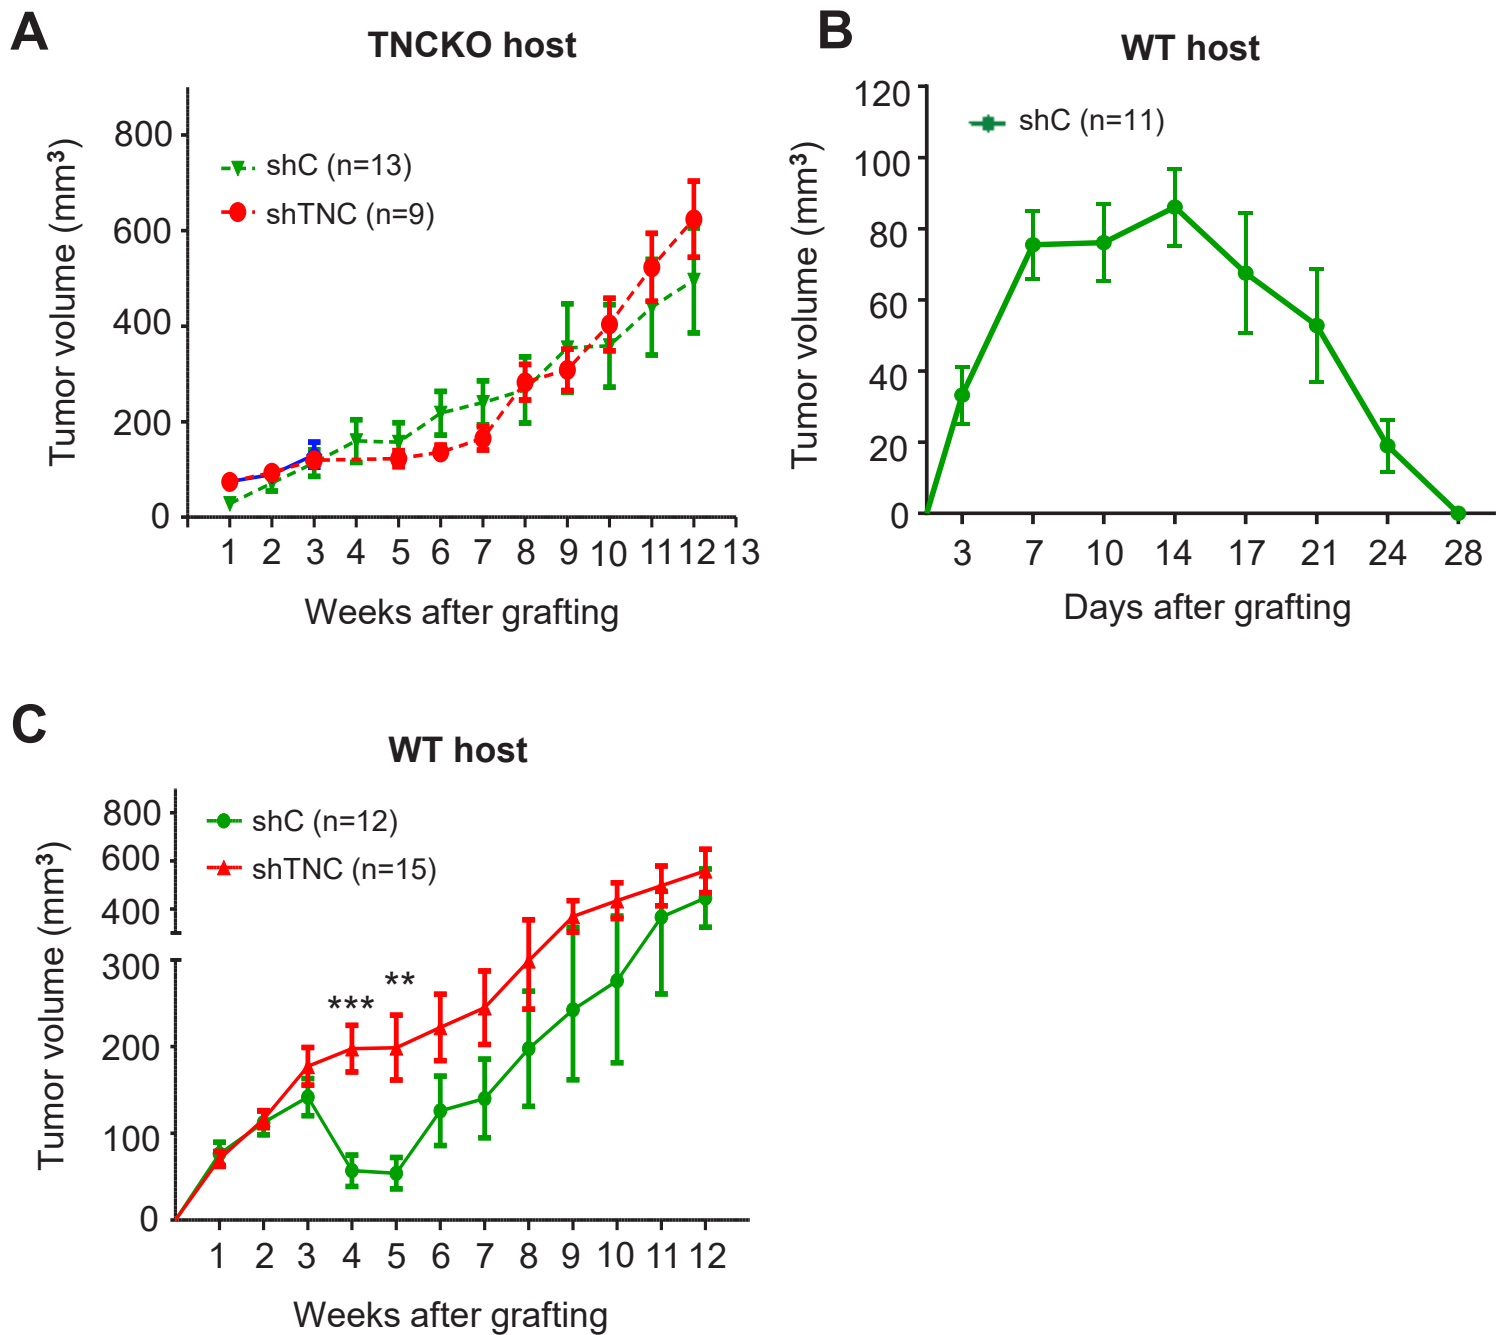 A
TNCKO host
Tumor volume (mm³)
800
600
400
200
0
shC (n=13)
shTNC (n=9)
1 2 3 4 5 6 7 8 9 10 11 12 13
Weeks after grafting
B
WT host
Tumor volume (mm³)
120
100
80
60
40
20
0
shC (n=11)
3 7 10 14 17 21 24 28
Days after grafting
C
WT host
Tumor volume (mm³)
800
600
400
300
200
100
0
shC (n=12)
shTNC (n=15)
***
**
1 2 3 4 5 6 7 8 9 10 11 12
Weeks after grafting